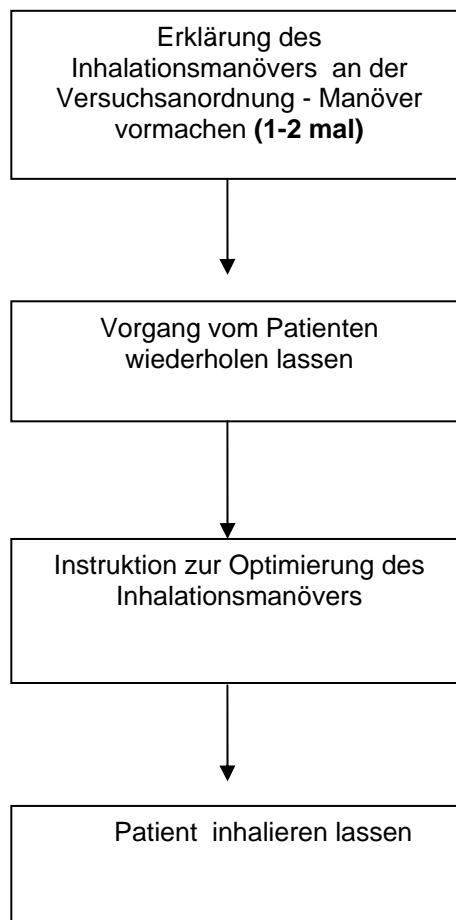 Erklärung des
Inhalationsmanövers an der
Versuchsanordnung - Manöver
vormachen (1-2 mal)
Vorgang vom Patienten
wiederholen lassen
Instruktion zur Optimierung des
Inhalationsmanövers
Patient inhalieren lassen